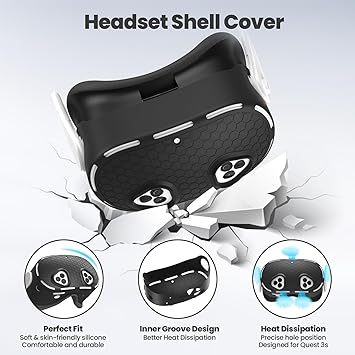 Headset Shell Cover
Perfect Fit
Soft & skin-friendly silicone
Comfortable and durable
Inner Groove Design
Better Heat Dissipation
Heat Dissipation
Precise hole position
Designed for Quest 3s